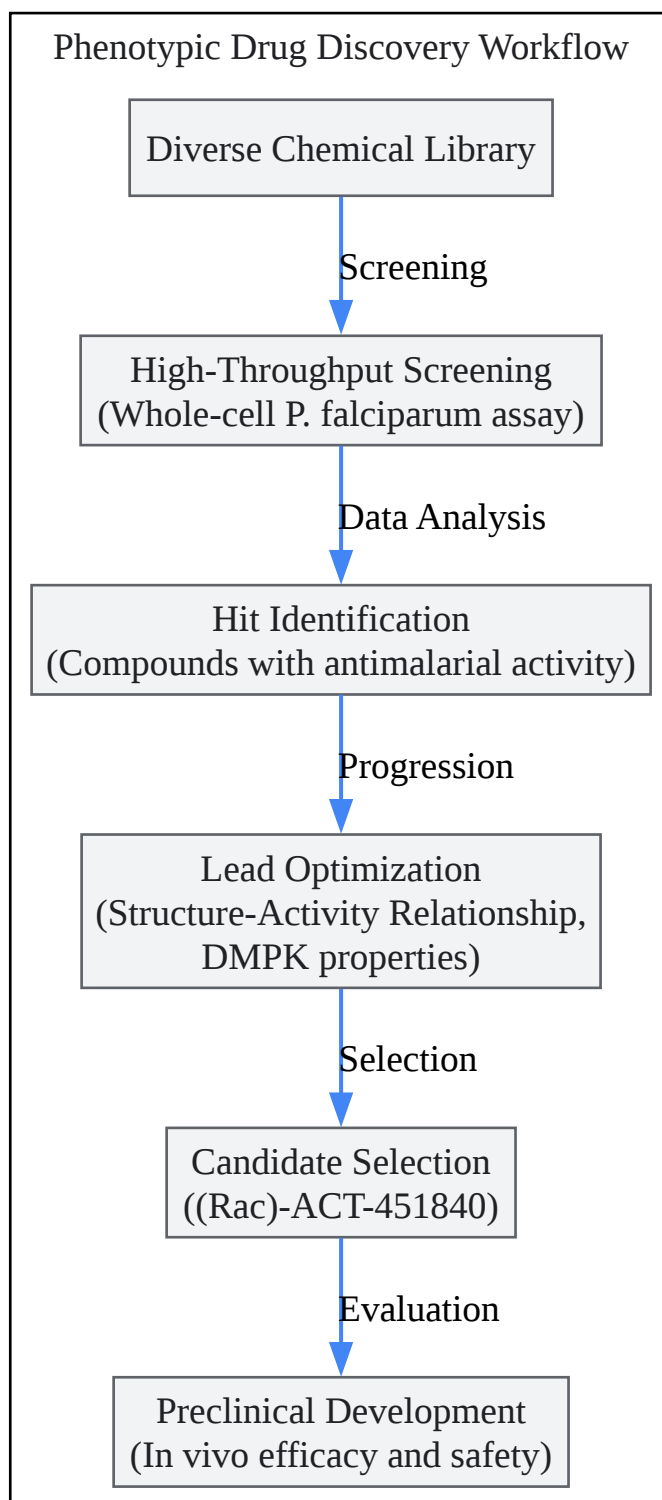 Phenotypic Drug Discovery Workflow
Diverse Chemical Library
Screening
High-Throughput Screening
(Whole-cell P. falciparum assay)
Data Analysis
Hit Identification
(Compounds with antimalarial activity)
Progression
Lead Optimization
(Structure-Activity Relationship,
DMPK properties)
Selection
Candidate Selection
((Rac)-ACT-451840)
Evaluation
Preclinical Development
(In vivo efficacy and safety)